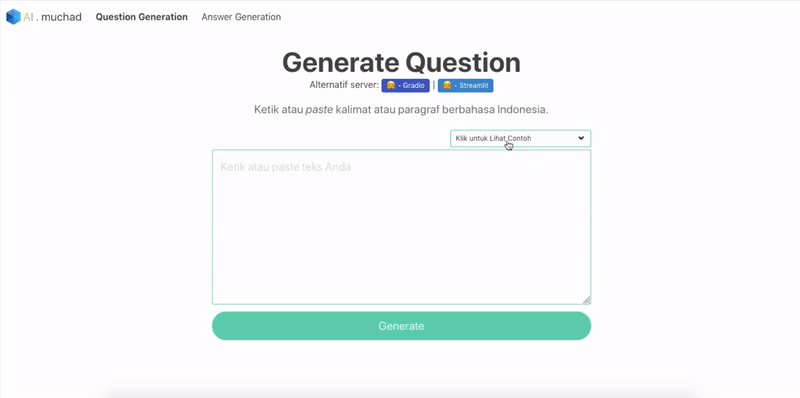 AI . muchad Question Generation Answer Generation
Generate Question
Alternatif server: 🤗 - Gradio | 🤗 - Streamlit
Ketik atau paste kalimat atau paragraf berbahasa Indonesia.
Klik untuk Lihat Contoh
Ketik atau paste teks Anda
Generate